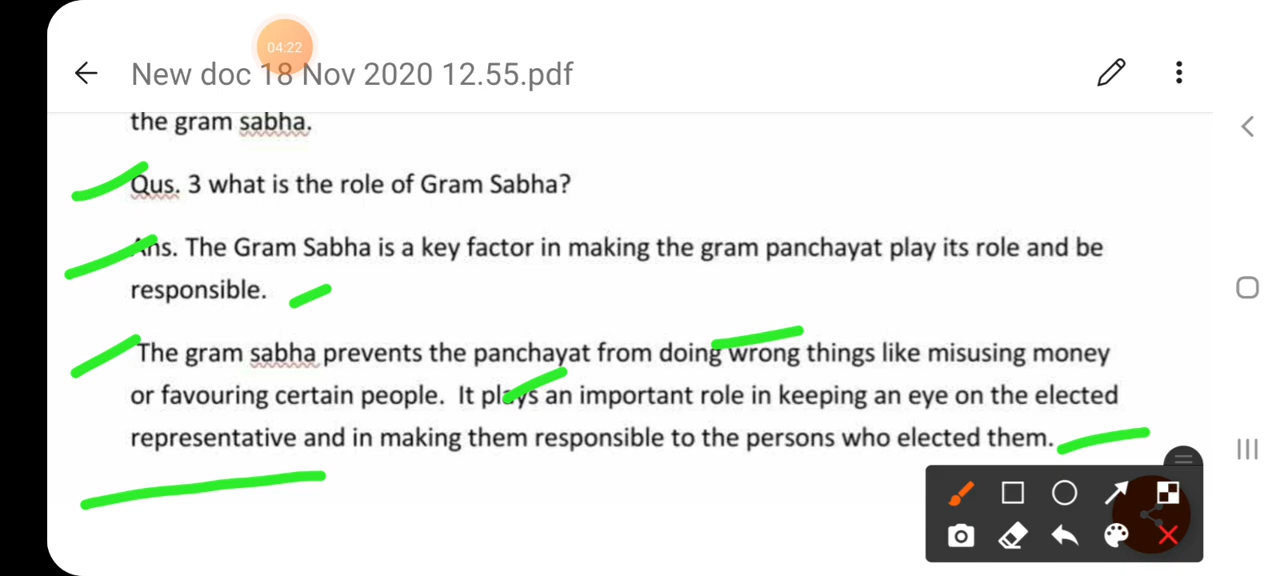 04:22
New doc 18 Nov 2020 12.55.pdf
the gram sabha.
Qus. 3 what is the role of Gram Sabha?
Ans. The Gram Sabha is a key factor in making the gram panchayat play its role and be
responsible.
The gram sabha prevents the panchayat from doing wrong things like misusing money
or favouring certain people. It plays an important role in keeping an eye on the elected
representative and in making them responsible to the persons who elected them.